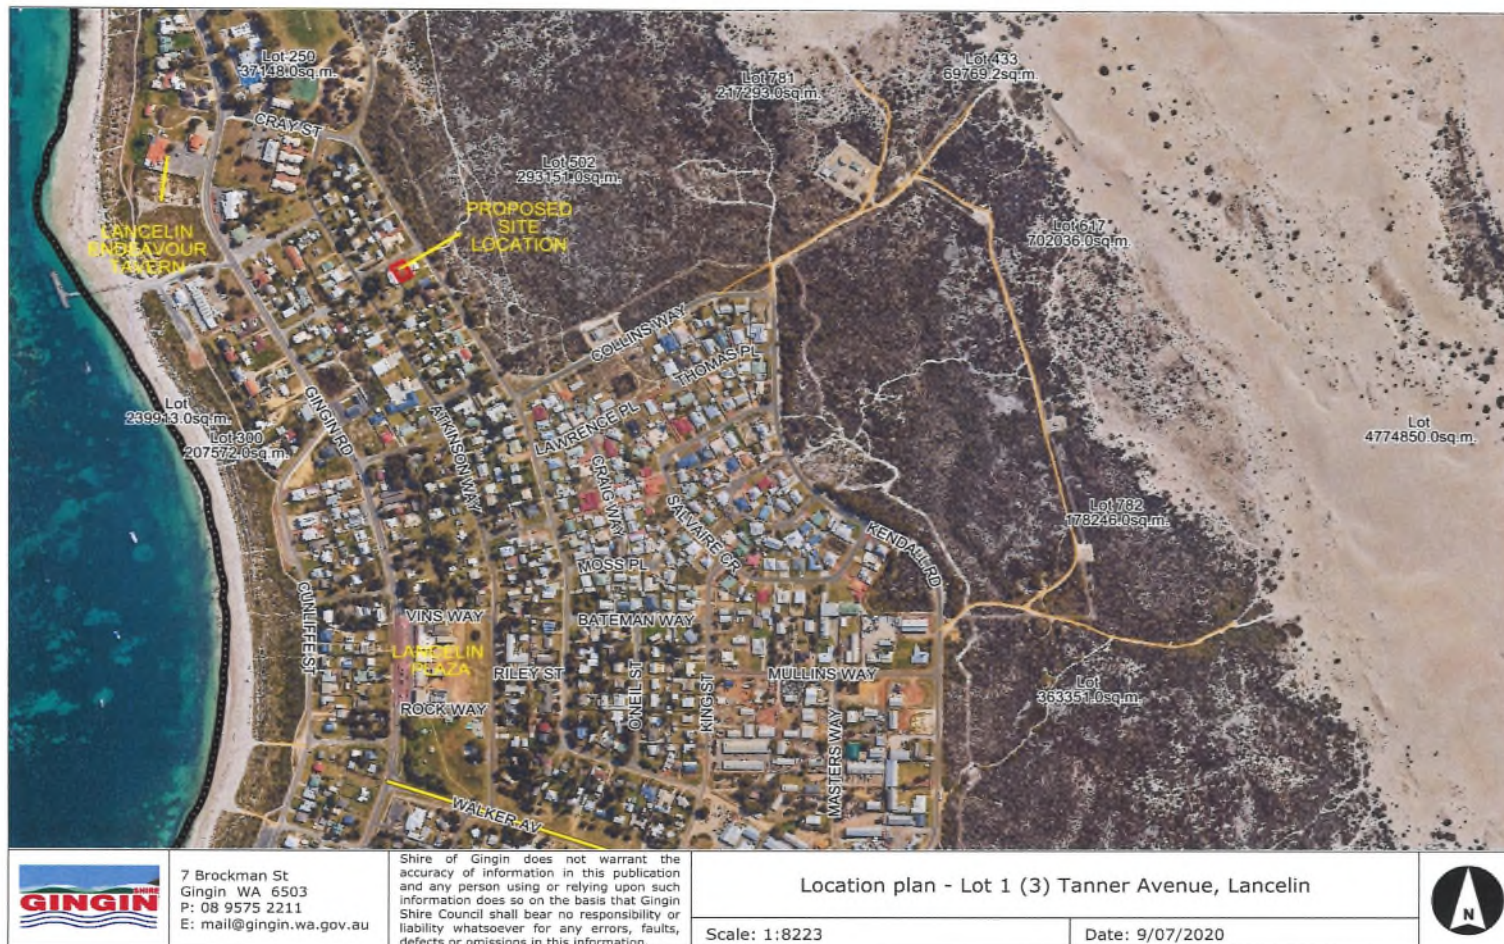 Lot 250
37148.0sq.m.
CRAY ST
Lot 781
217293.0sq.m.
Lot 433
69769.2sq.m.
Lot 502
293151.0sq.m.
PROPOSED
SITE
LOCATION
LANCELIN
ENDEAVOUR
TAVERN
Lot 617
702036.0sq.m.
COLLINS WAY
THOMAS PL
LAWRENCE PL
GINGIN RD
ATKINSON WAY
Lot
239913.0sq.m.
Lot 300
207572.0sq.m.
Lot
4774850.0sq.m.
CRAIG WAY
SALVAIRE CR
KENDALL RD
Lot 782
178246.0sq.m.
MOSS PL
CUNLIFFE ST
VINS WAY
BATEMAN WAY
LANCELIN
PLAZA
RILEY ST
O'NEIL ST
KING ST
MULLINS WAY
Lot
363351.0sq.m.
ROCK WAY
MASTERS WAY
WALKER AV
SHIRE
GINGIN
7 Brockman St
Gingin WA 6503
P: 08 9575 2211
E: mail@gingin.wa.gov.au
Shire of Gingin does not warrant the
accuracy of information in this publication
and any person using or relying upon such
information does so on the basis that Gingin
Shire Council shall bear no responsibility or
liability whatsoever for any errors, faults,
defects or omissions in this information.
Location plan - Lot 1 (3) Tanner Avenue, Lancelin
Scale: 1:8223
Date: 9/07/2020
N